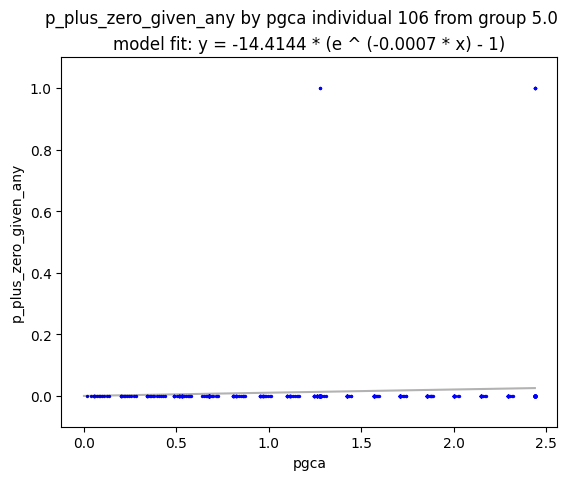 p_plus_zero_given_any by pgca individual 106 from group 5.0
model fit: y = -14.4144 * (e ^ (-0.0007 * x) - 1)
1.0
0.8
0.6
0.4
0.2
0.0
p_plus_zero_given_any
0.0 0.5 1.0 1.5 2.0 2.5
pgca